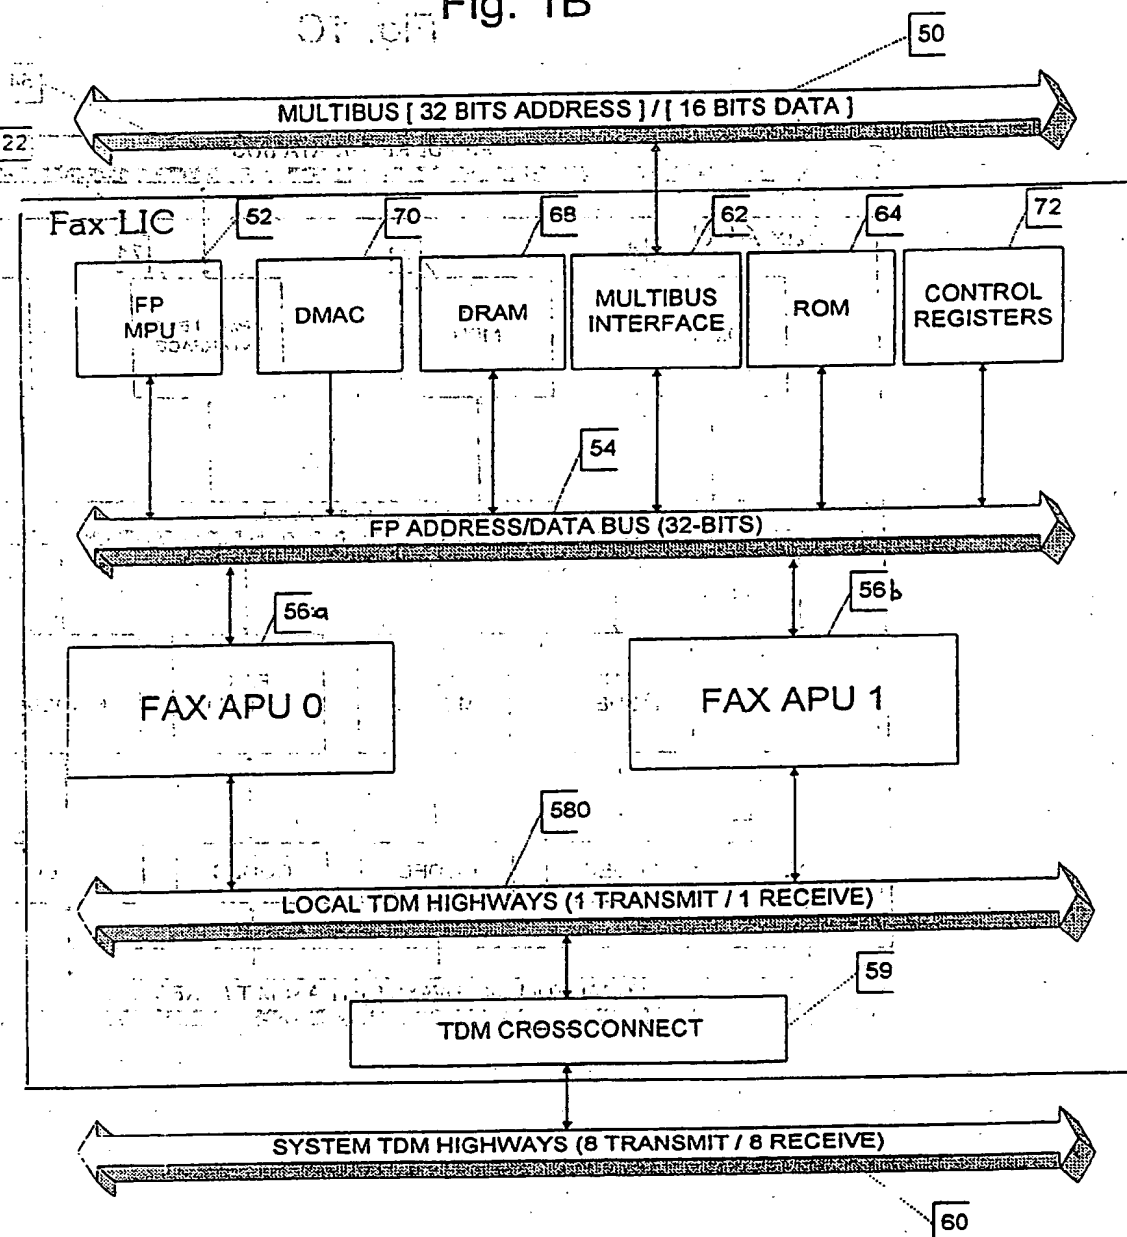 Fig. 1B
50
MULTIBUS [ 32 BITS ADDRESS ] / [ 16 BITS DATA ]
22
Fax LIC
52
70
68
62
64
72
FP
MPU
DMAC
DRAM
MULTIBUS
INTERFACE
ROM
CONTROL
REGISTERS
54
FP ADDRESS/DATA BUS (32-BITS)
56a
56b
FAX APU 0
FAX APU 1
580
LOCAL TDM HIGHWAYS (1 TRANSMIT / 1 RECEIVE)
59
TDM CROSSCONNECT
SYSTEM TDM HIGHWAYS (8 TRANSMIT / 8 RECEIVE)
60